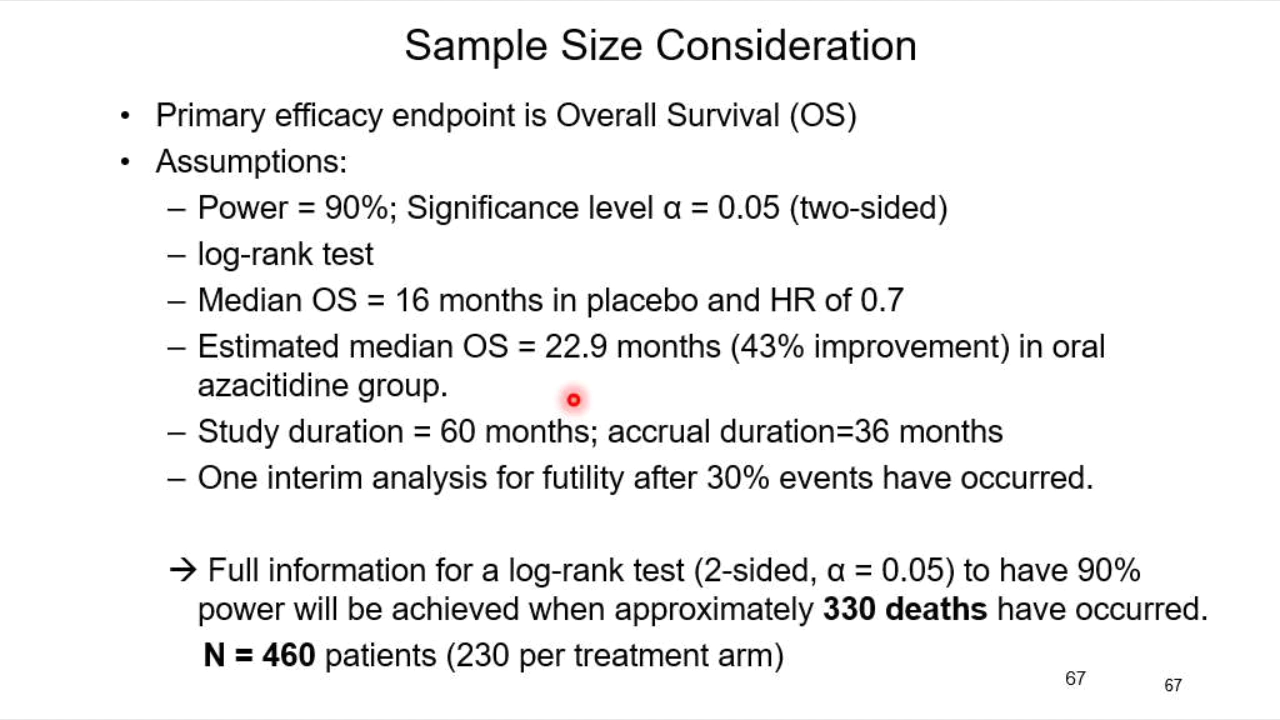 Sample Size Consideration
• Primary efficacy endpoint is Overall Survival (OS)
• Assumptions:
– Power = 90%; Significance level α = 0.05 (two-sided)
– log-rank test
– Median OS = 16 months in placebo and HR of 0.7
– Estimated median OS = 22.9 months (43% improvement) in oral
azacitidine group.
– Study duration = 60 months; accrual duration=36 months
– One interim analysis for futility after 30% events have occurred.
→ Full information for a log-rank test (2-sided, α = 0.05) to have 90%
power will be achieved when approximately 330 deaths have occurred.
N = 460 patients (230 per treatment arm)
67
67